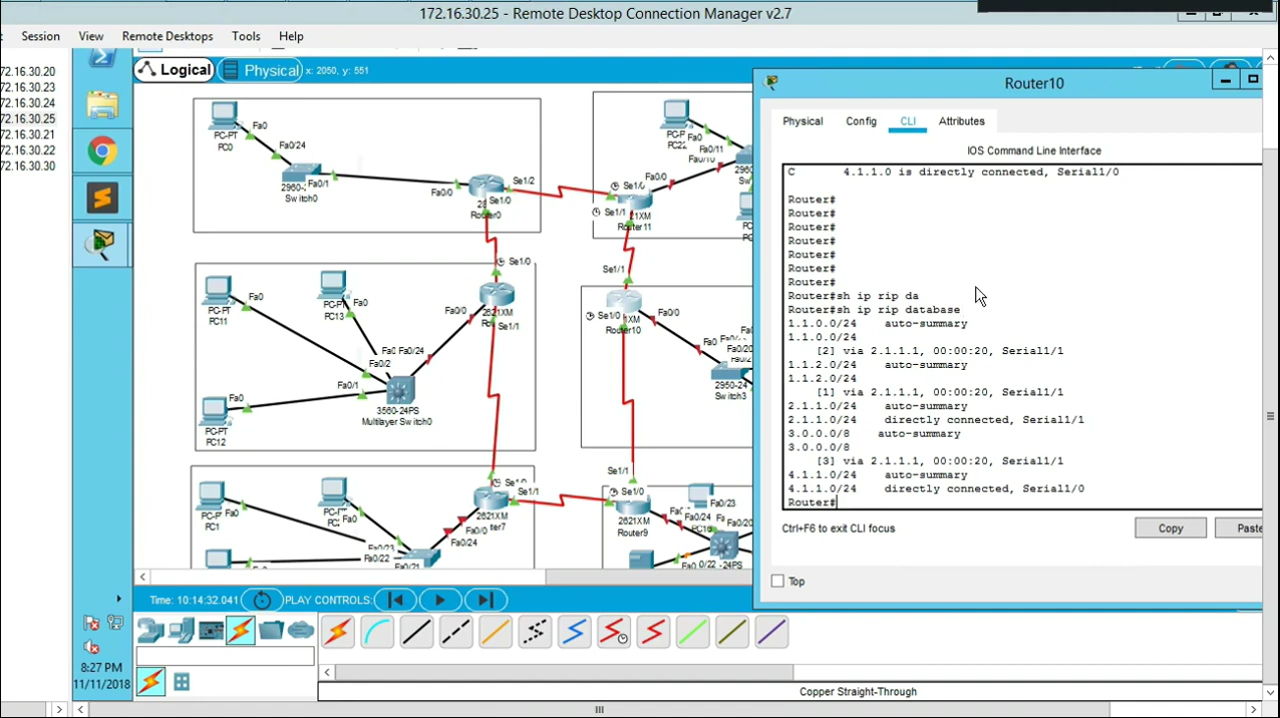 172.16.30.25 - Remote Desktop Connection Manager v2.7
Session View Remote Desktops Tools Help
72.16.30.20
72.16.30.23
72.16.30.24
72.16.30.25
72.16.30.21
72.16.30.22
72.16.30.30
Logical Physical x: 2050, y: 551
PC-PT
PC0
Fa0
Fa0/24
2960-
Switch0
Fa0/1
Fa0/0
Se1/2
Se1/0
Router0
Se1/0
Se1/1
Fa0/0
Router11
Fa0
Fa0/11
Se1/0
Se1/1
PC-PT
PC11
Fa0
PC13
Fa0
Fa0/24
Fa0/2
Fa0/1
Fa0
PC-PT
PC12
3560-24PS
Multilayer Switch0
Se1/1
Se1/0
Router10
Fa0/0
2950-24
Switch3
PC1
Fa0
Fa0
Fa0/0
Fa0/24
Fa0/23
Fa0/22
Fa0/21
2621XM
Se1/1
Se1/1
Se1/0
2621XM
Router9
Fa0/0
Fa0/24
Fa0/23
Fa0/20
Router10
Physical Config CLI Attributes
IOS Command Line Interface
C 4.1.1.0 is directly connected, Serial1/0
Router#
Router#
Router#
Router#
Router#
Router#
Router#
Router#sh ip rip da
Router#sh ip rip database
1.1.0.0/24 auto-summary
1.1.0.0/24
[2] via 2.1.1.1, 00:00:20, Serial1/1
1.1.2.0/24 auto-summary
1.1.2.0/24
[1] via 2.1.1.1, 00:00:20, Serial1/1
2.1.1.0/24 auto-summary
2.1.1.0/24 directly connected, Serial1/1
3.0.0.0/8 auto-summary
3.0.0.0/8
[3] via 2.1.1.1, 00:00:20, Serial1/1
4.1.1.0/24 auto-summary
4.1.1.0/24 directly connected, Serial1/0
Router#
Ctrl+F6 to exit CLI focus
Copy Paste
Top
Time: 10:14:32.041 PLAY CONTROLS:
8:27 PM
11/11/2018
Copper Straight-Through